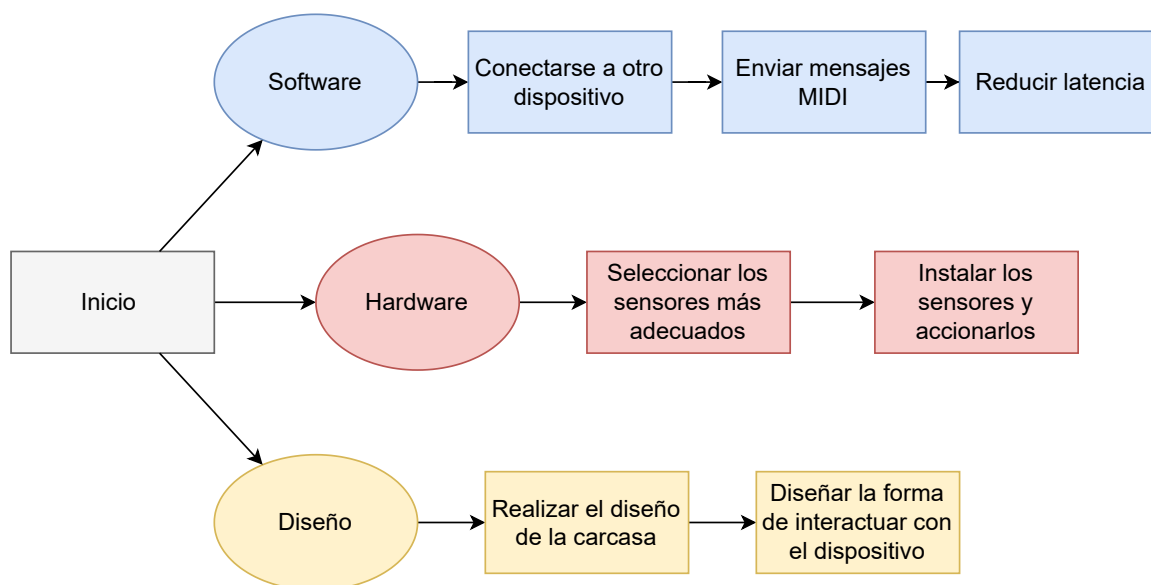 Software
Conectarse a otro
dispositivo
Enviar mensajes
MIDI
Reducir latencia
Inicio
Hardware
Seleccionar los
sensores más
adecuados
Instalar los
sensores y
accionarlos
Diseño
Realizar el diseño
de la carcasa
Diseñar la forma
de interactuar con
el dispositivo